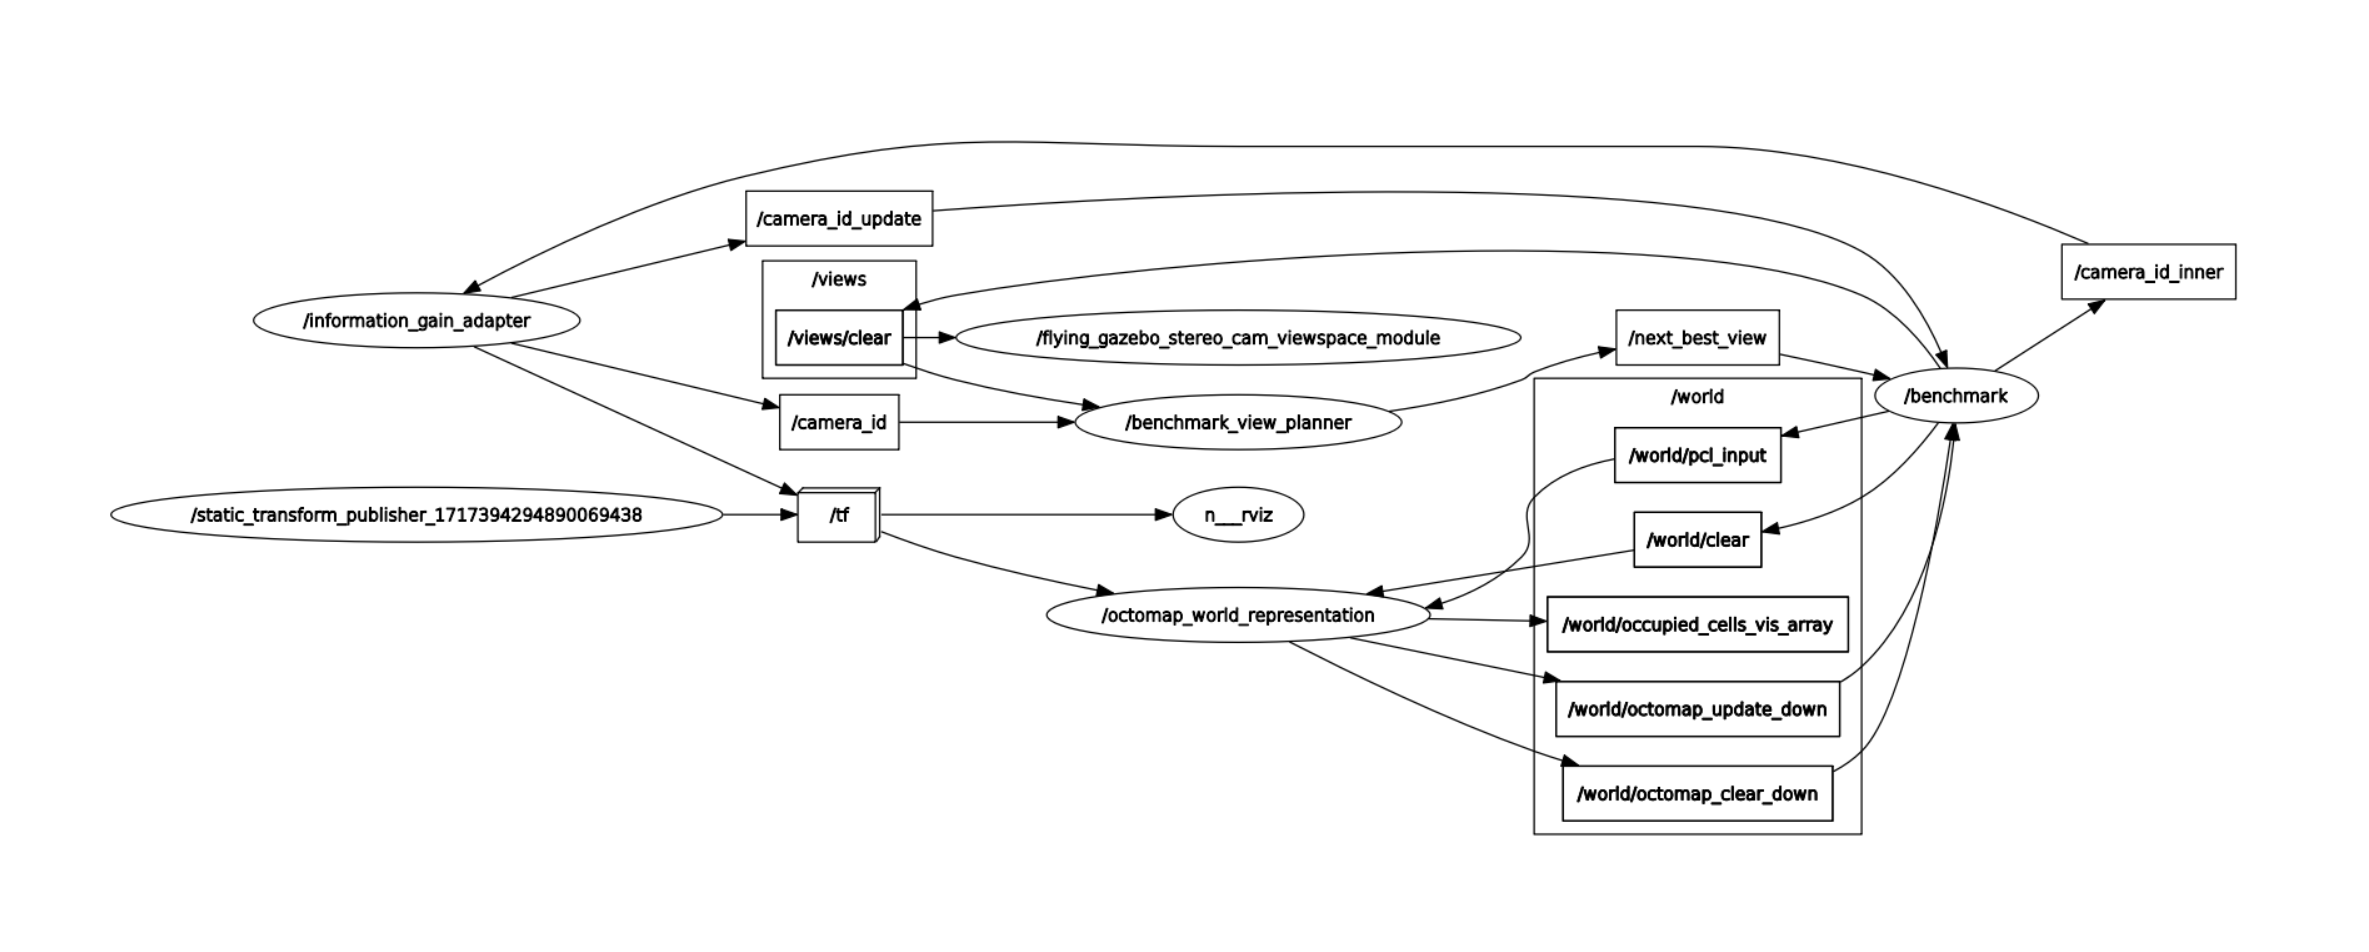 /camera_id_update
/camera_id_inner
/views
/information_gain_adapter
/views/clear
/flying_gazebo_stereo_cam_viewspace_module
/next_best_view
/world
/benchmark
/camera_id
/benchmark_view_planner
/world/pcl_input
/static_transform_publisher_1717394294890069438
/tf
n___rviz
/world/clear
/octomap_world_representation
/world/occupied_cells_vis_array
/world/octomap_update_down
/world/octomap_clear_down